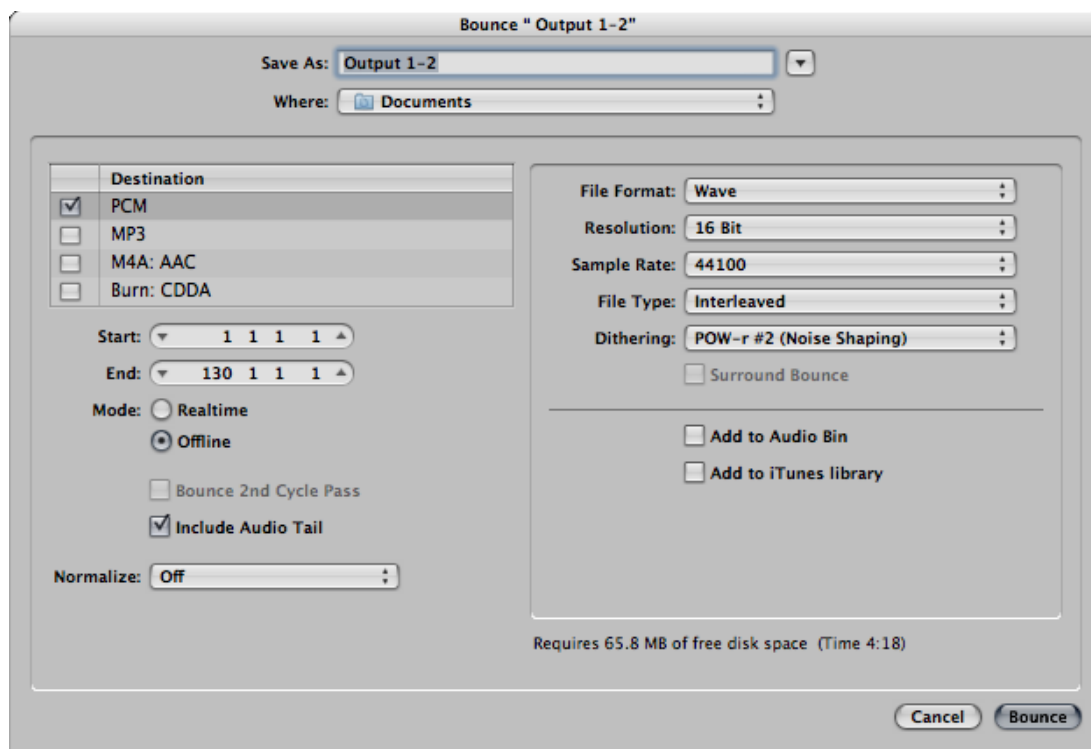 Bounce " Output 1-2"
Save As: Output 1-2
Where: Documents
Destination
PCM
MP3
M4A: AAC
Burn: CDDA
Start: 1 1 1 1
End: 130 1 1 1
Mode: Realtime
Offline
Bounce 2nd Cycle Pass
Include Audio Tail
Normalize: Off
File Format: Wave
Resolution: 16 Bit
Sample Rate: 44100
File Type: Interleaved
Dithering: POW-r #2 (Noise Shaping)
Surround Bounce
Add to Audio Bin
Add to iTunes library
Requires 65.8 MB of free disk space (Time 4:18)
Cancel Bounce